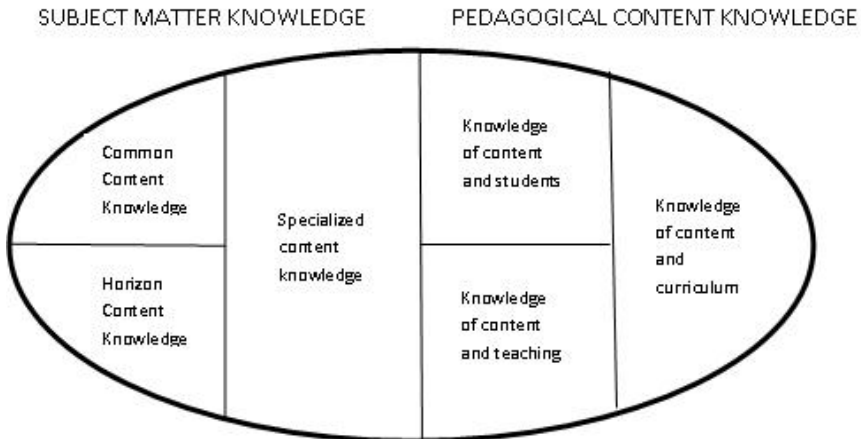 SUBJECT MATTER KNOWLEDGE
PEDAGOGICAL CONTENT KNOWLEDGE
Common
Content
Knowledge
Horizon
Content
Knowledge
Specialized
content
knowledge
Knowledge
of content
and students
Knowledge
of content
and teaching
Knowledge
of content
and
curriculum